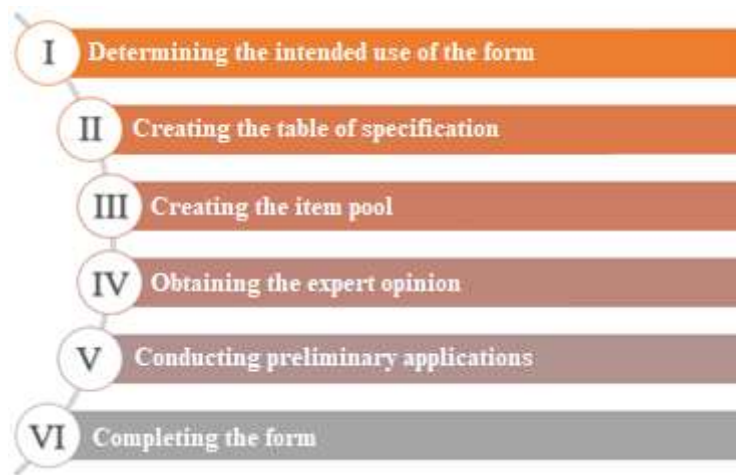 I Determining the intended use of the form
II Creating the table of specification
III Creating the item pool
IV Obtaining the expert opinion
V Conducting preliminary applications
VI Completing the form